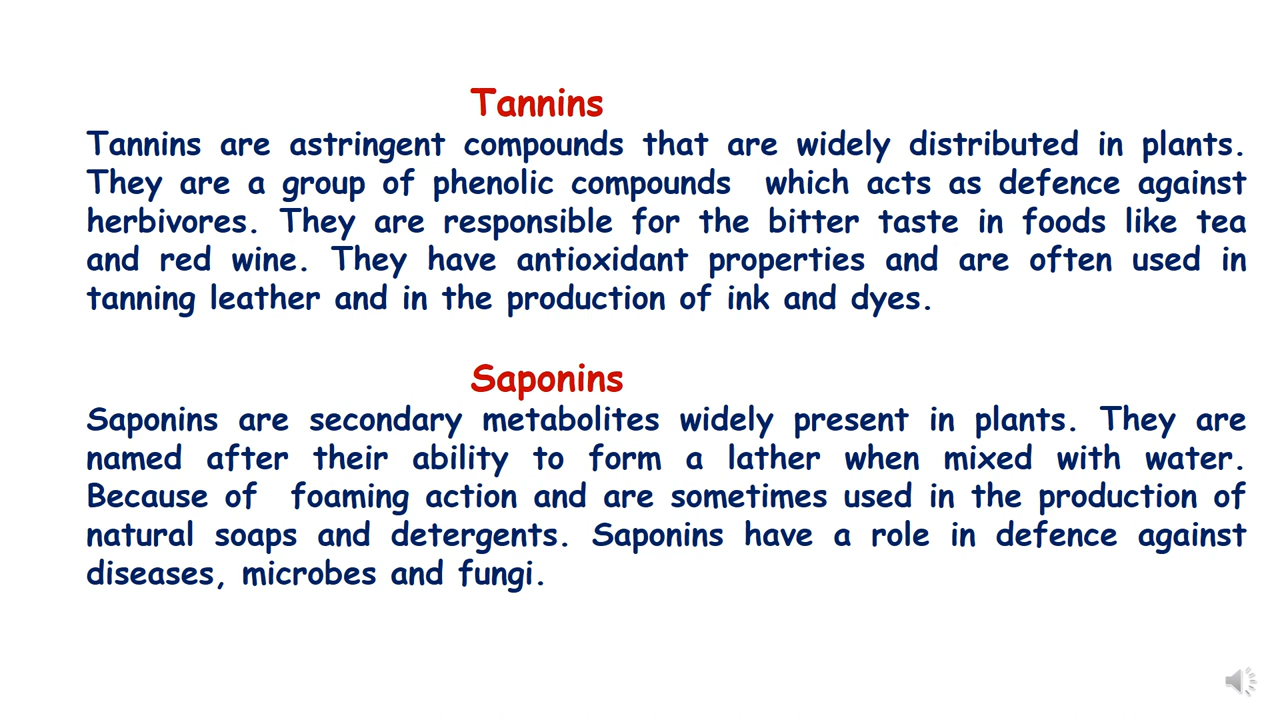 Tannins
Tannins are astringent compounds that are widely distributed in plants.
They are a group of phenolic compounds which acts as defence against
herbivores. They are responsible for the bitter taste in foods like tea
and red wine. They have antioxidant properties and are often used in
tanning leather and in the production of ink and dyes.
Saponins
Saponins are secondary metabolites widely present in plants. They are
named after their ability to form a lather when mixed with water.
Because of foaming action and are sometimes used in the production of
natural soaps and detergents. Saponins have a role in defence against
diseases, microbes and fungi.